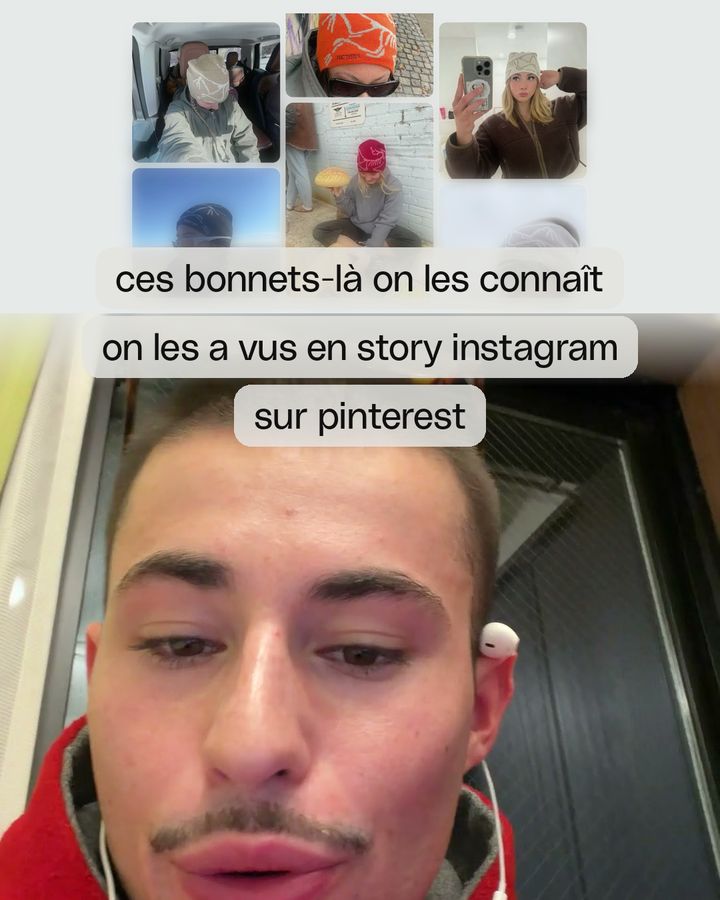 ces bonnets-là on les connaît
on les a vus en story instagram
sur pinterest